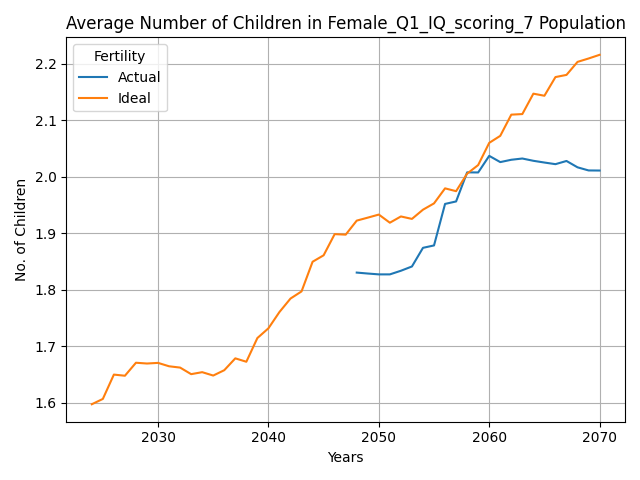 Average Number of Children in Female_Q1_IQ_scoring_7 Population
Fertility
Actual
Ideal
No. of Children
2.2
2.1
2.0
1.9
1.8
1.7
1.6
2030 2040 2050 2060 2070
Years